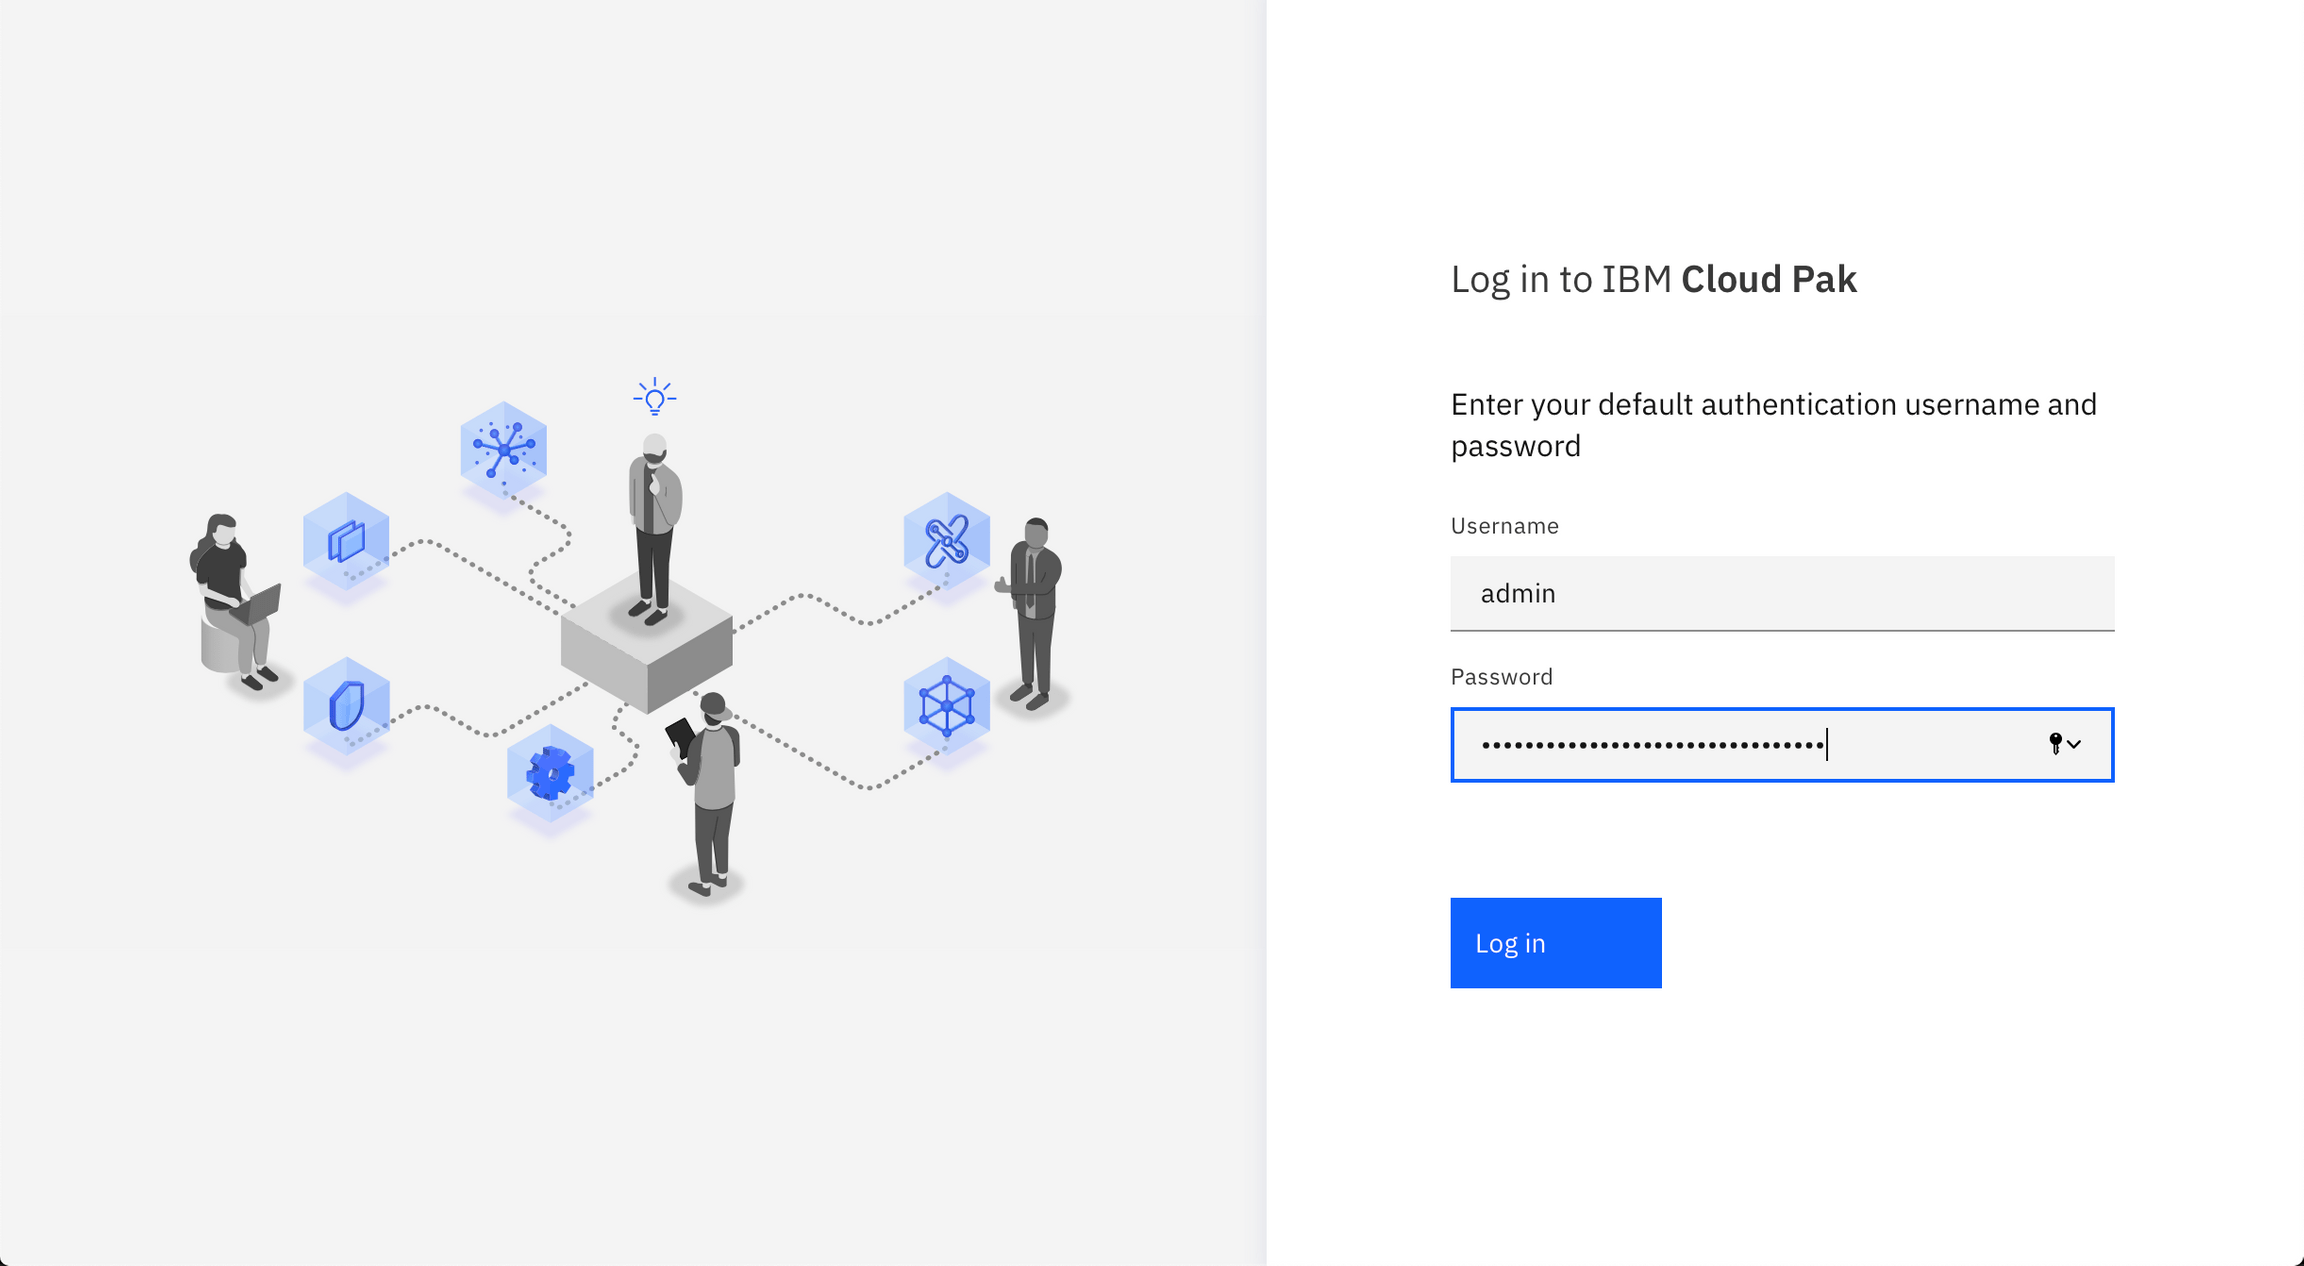 Log in to IBM Cloud Pak
Enter your default authentication username and
password
Username
admin
Password
••••••••••••••••••••••••••••••••
Log in